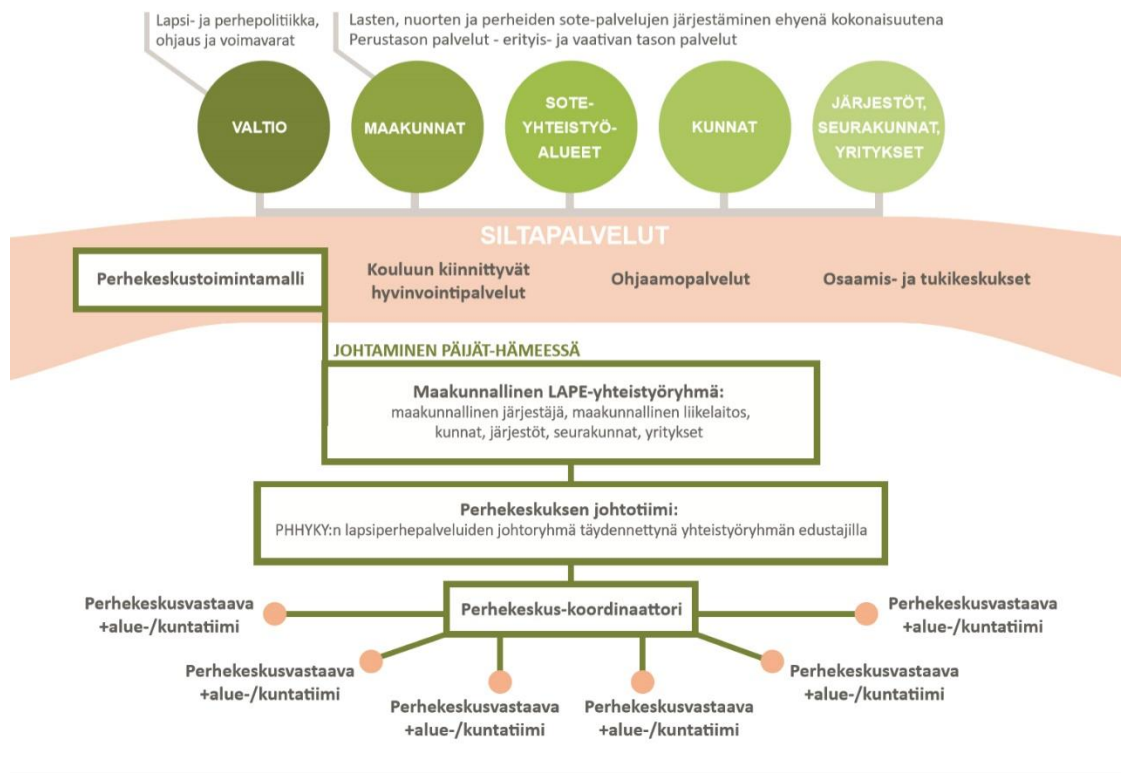 Lapsi- ja perhepolitiikka,
ohjaus ja voimavarat
Lasten, nuorten ja perheiden sote-palvelujen järjestäminen ehyenä kokonaisuutena
Perustason palvelut - erityis- ja vaativan tason palvelut
VALTIO
MAAKUNNAT
SOTE-
YHTEISTYÖ-
ALUEET
KUNNAT
JÄRJESTÖT,
SEURAKUNNAT,
YRITYKSET
SILTAPALVELUT
Perhekeskustoimintamalli
Kouluun kiinnittyvät
hyvinvointipalvelut
Ohjaamopalvelut
Osaamis- ja tukikeskukset
JOHTAMINEN PÄIJÄT-HÄMEESSÄ
Maakunnallinen LAPE-yhteistyöryhmä:
maakunnallinen järjestäjä, maakunnallinen liikelaitos,
kunnat, järjestöt, seurakunnat, yritykset
Perhekeskuksen johtotiimi:
PHHYKY:n lapsiperhepalveluiden johtoryhmä täydennettynä yhteistyöryhmän edustajilla
Perhekeskus-koordinaattori
Perhekeskusvastaava
+alue-/kuntatiimi
Perhekeskusvastaava
+alue-/kuntatiimi
Perhekeskusvastaava
+alue-/kuntatiimi
Perhekeskusvastaava
+alue-/kuntatiimi
Perhekeskusvastaava
+alue-/kuntatiimi
Perhekeskusvastaava
+alue-/kuntatiimi